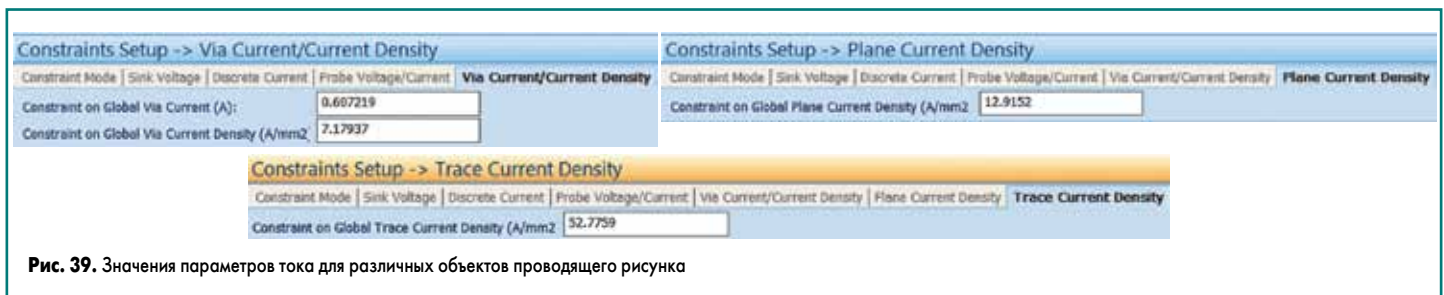 Constraints Setup -> Via Current/Current Density
Constraint Mode | Sink Voltage | Discrete Current | Probe Voltage/Current | Via Current/Current Density
Constraint on Global Via Current (A): 0.607219
Constraint on Global Via Current Density (A/mm2 7.17937
Constraints Setup -> Plane Current Density
Constraint Mode | Sink Voltage | Discrete Current | Probe Voltage/Current | Via Current/Current Density | Plane Current Density
Constraint on Global Plane Current Density (A/mm2 12.9152
Constraints Setup -> Trace Current Density
Constraint Mode | Sink Voltage | Discrete Current | Probe Voltage/Current | Via Current/Current Density | Plane Current Density | Trace Current Density
Constraint on Global Trace Current Density (A/mm2 52.7759
Рис. 39. Значения параметров тока для различных объектов проводящего рисунка